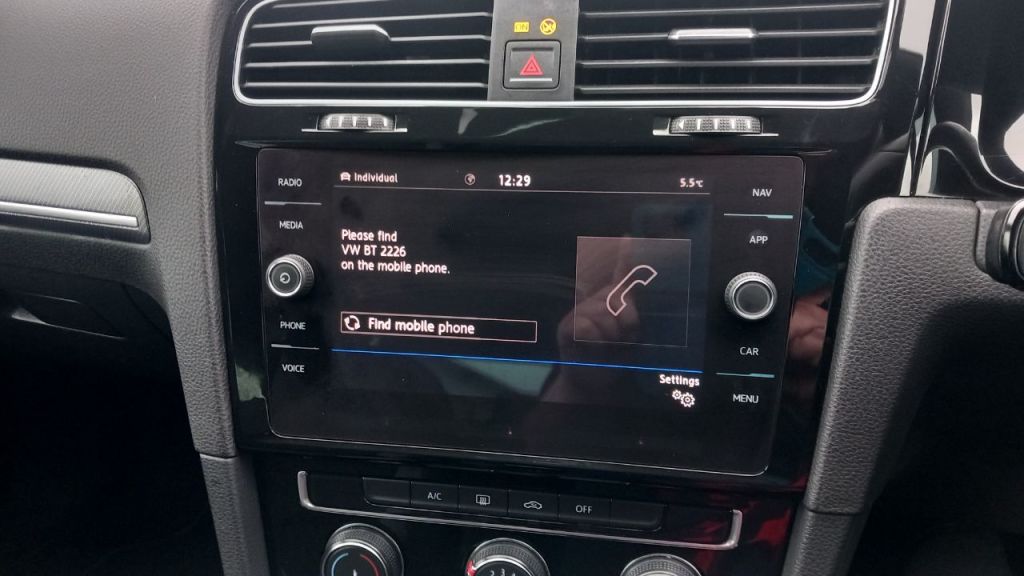 ON
RADIO
MEDIA
PHONE
VOICE
Individual 12:29 5.5°C
Please find
VW BT 2226
on the mobile phone.
Find mobile phone
Settings
NAV
APP
CAR
MENU
A/C
OFF